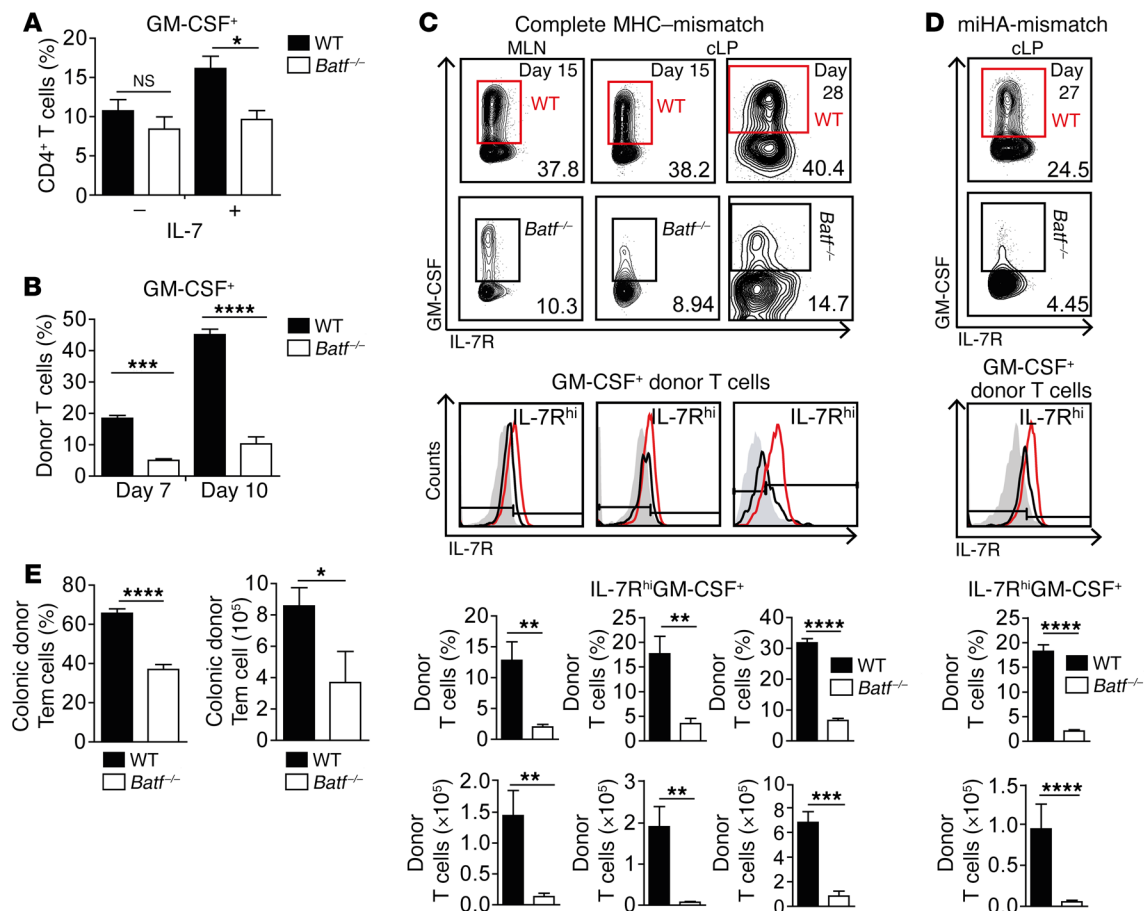 A
GM-CSF⁺
CD4⁺ T cells (%)
20
15
10
5
0
NS
*
WT
Batf⁻/⁻
–
+
IL-7
B
GM-CSF⁺
Donor T cells (%)
50
40
30
20
10
0
***
****
WT
Batf⁻/⁻
Day 7
Day 10
C
Complete MHC–mismatch
MLN
cLP
Day 15
WT
37.8
Day 15
WT
38.2
Day
28
WT
40.4
Batf⁻/⁻
10.3
Batf⁻/⁻
8.94
Batf⁻/⁻
14.7
GM-CSF
IL-7R
GM-CSF⁺ donor T cells
IL-7Rʰⁱ
IL-7Rʰⁱ
IL-7Rʰⁱ
Counts
IL-7R
IL-7RʰⁱGM-CSF⁺
Donor
T cells (%)
20
15
10
5
0
**
Donor
T cells (%)
25
20
15
10
5
0
**
Donor
T cells (%)
40
30
20
10
0
****
WT
Batf⁻/⁻
Donor
T cells (×10⁵)
2.0
1.5
1.0
0.5
0.0
**
Donor
T cells (×10⁵)
3
2
1
0
**
Donor
T cells (×10⁵)
10
8
6
4
2
0
***
D
miHA-mismatch
cLP
Day
27
WT
24.5
Batf⁻/⁻
4.45
GM-CSF
IL-7R
GM-CSF⁺
donor T cells
IL-7Rʰⁱ
IL-7R
IL-7RʰⁱGM-CSF⁺
Donor
T cells (%)
25
20
15
10
5
0
****
WT
Batf⁻/⁻
Donor
T cells (×10⁵)
1.5
1.0
0.5
0.0
****
E
Colonic donor
Tem cells (%)
80
60
40
20
0
****
WT
Batf⁻/⁻
Colonic donor
Tem cell (10⁵)
10
8
6
4
2
0
*
WT
Batf⁻/⁻